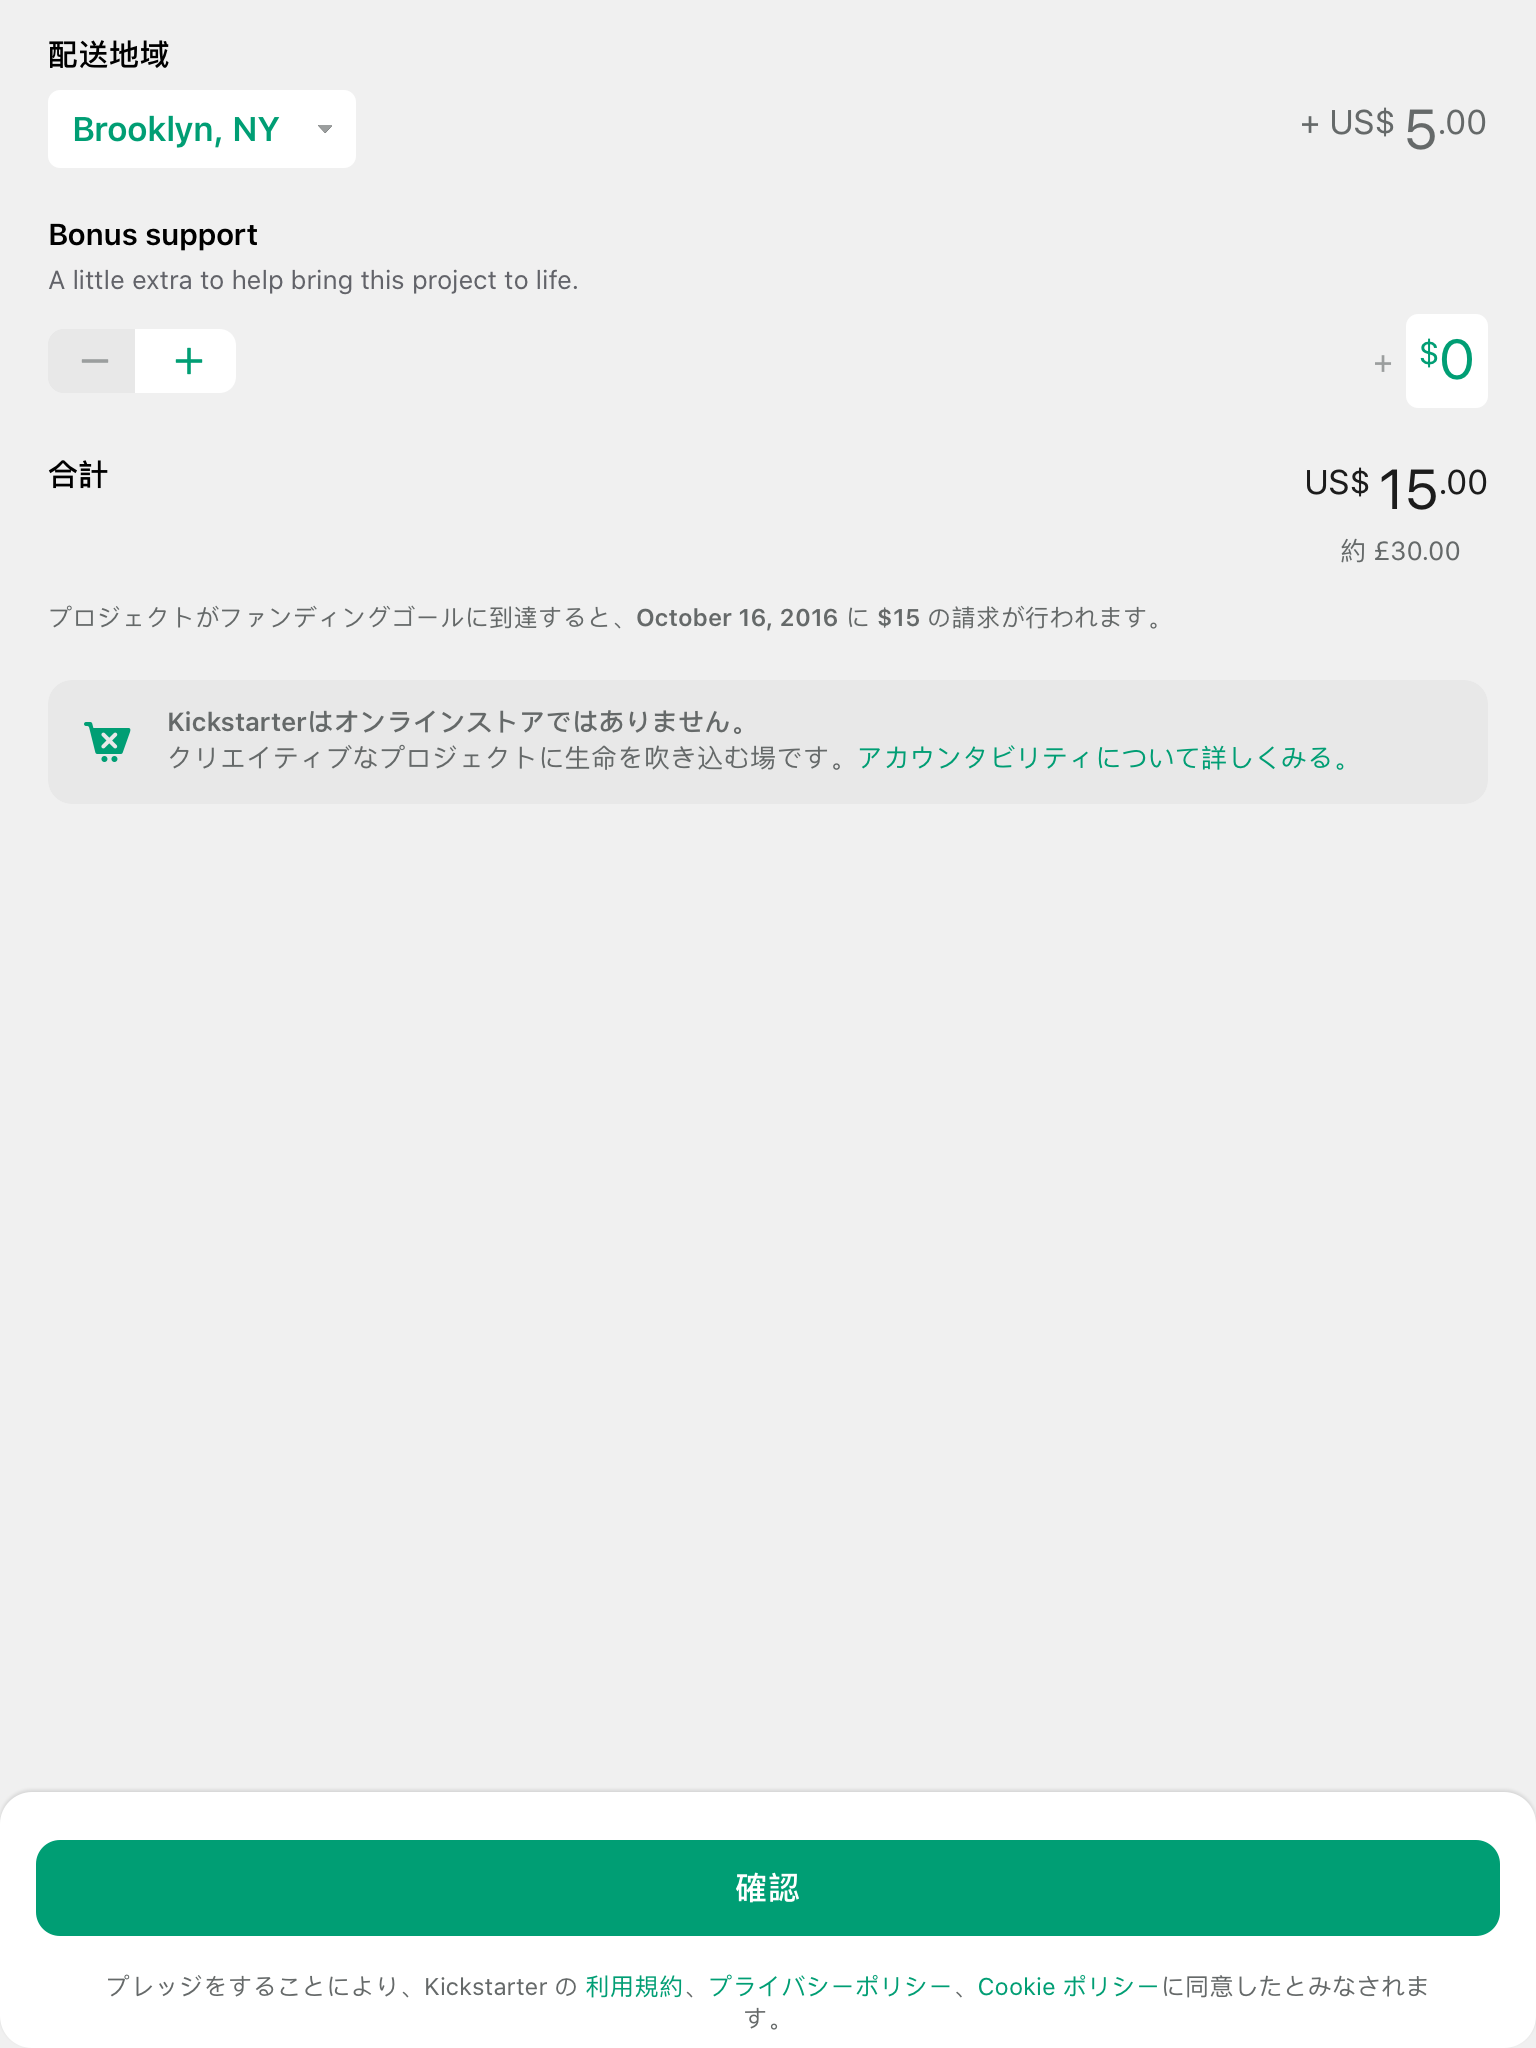 配送地域
Brooklyn, NY
+ US$ 5.00
Bonus support
A little extra to help bring this project to life.
+ $0
合計
US$ 15.00
約 £30.00
プロジェクトがファンディングゴールに到達すると、October 16, 2016 に $15 の請求が行われます。
Kickstarterはオンラインストアではありません。
クリエイティブなプロジェクトに生命を吹き込む場です。アカウンタビリティについて詳しくみる。
確認
プレッジをすることにより、Kickstarter の 利用規約、プライバシーポリシー、Cookie ポリシーに同意したとみなされま
す。